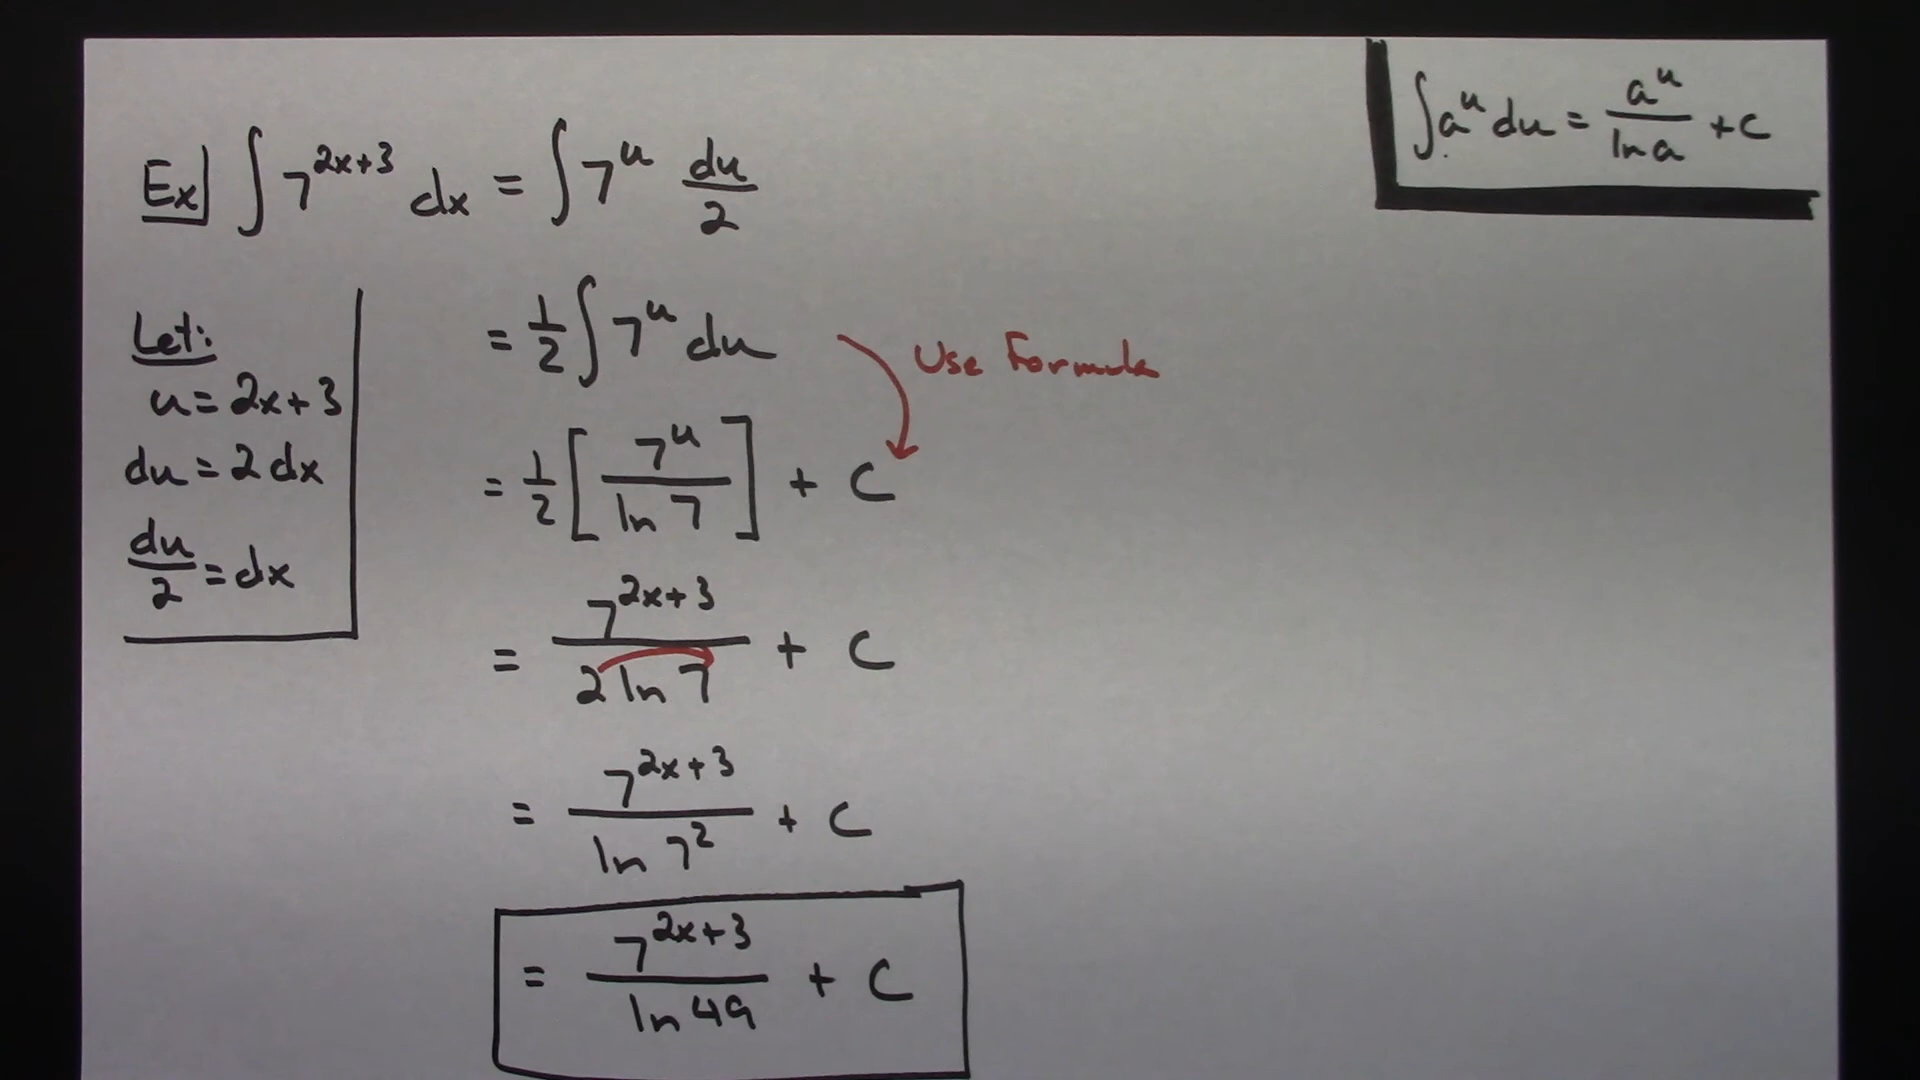 Ex] ∫ 7^(2x+3) dx = ∫ 7^u du/2
∫ a^u du = a^u/ln a + c
Let:
u = 2x+3
du = 2 dx
du/2 = dx
= 1/2 ∫ 7^u du
Use Formula
= 1/2 [ 7^u/ln 7 ] + C
= 7^(2x+3)/2 ln 7 + C
= 7^(2x+3)/ln 7^2 + C
= 7^(2x+3)/ln 49 + C